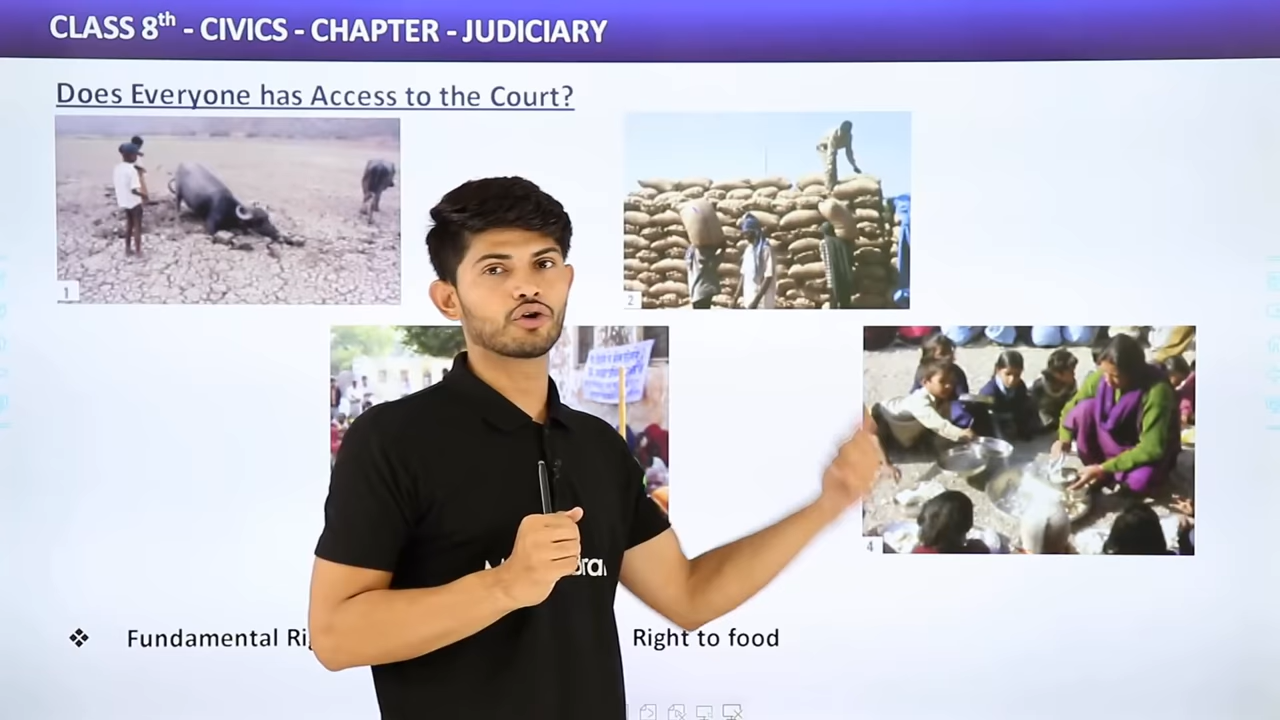 CLASS 8th - CIVICS - CHAPTER - JUDICIARY
Does Everyone has Access to the Court?
1
2
4
❖ Fundamental Right to food